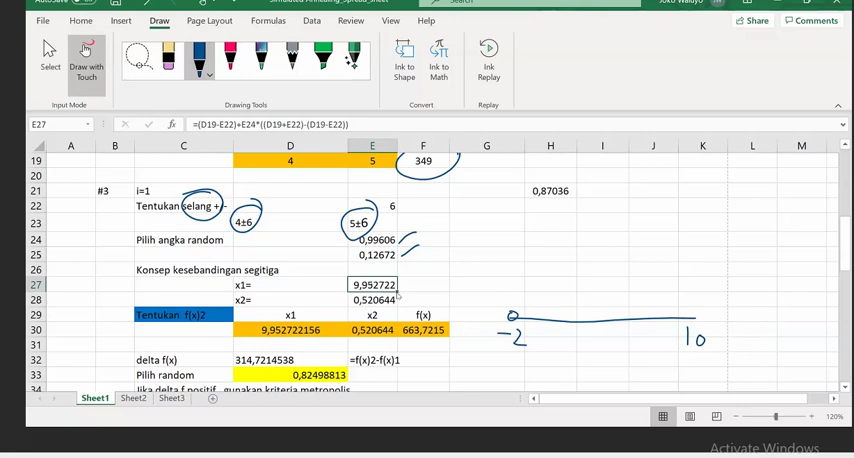 File Home Insert Draw Page Layout Formulas Data Review View Help Share Comments
Select Draw with Touch Ink to Shape Ink to Math Ink Replay
Input Mode Drawing Tools Convert Replay
E27 fx =(D19-E22)+E24*((D19+E22)-(D19-E22))
A B C D E F G H I J K L M
19 4 5 349
20
21 #3 i=1 0,87036
22 Tentukan selang +/- 6
23 4±6 5±6
24 Pilih angka random 0,99606
25 0,12672
26 Konsep kesebandingan segitiga
27 x1= 9,952722
28 x2= 0,520644
29 Tentukan f(x)2 x1 x2 f(x)
30 9,952722156 0,520644 663,7215
-2 10
31
32 delta f(x) 314,7214538 =f(x)2-f(x)1
33 Pilih random 0,82498813
34 Jika delta f positif, gunakan kriteria metropolis
Sheet1 Sheet2 Sheet3
120%
Activate Windows